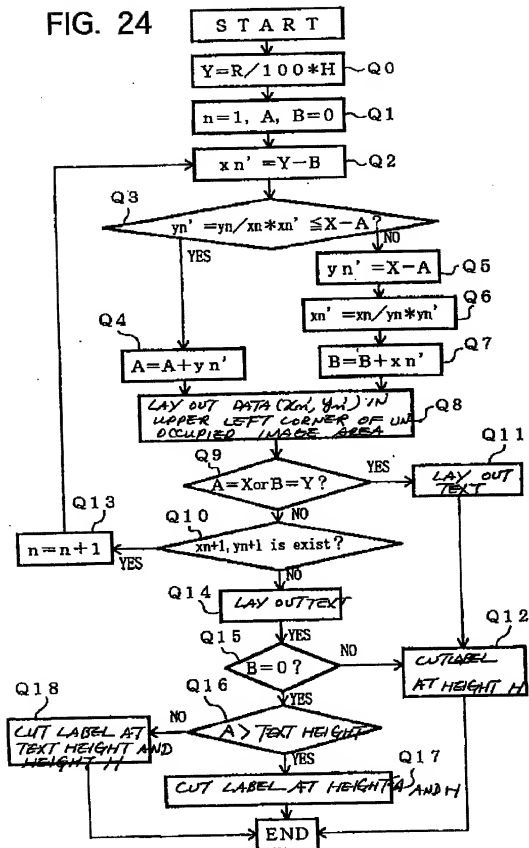 FIG. 24
START
Y=R/100*H
Q0
n=1, A, B=0
Q1
xn'=Y-B
Q2
Q3
yn'=yn/xn*xn'≦X-A?
YES
NO
yn'=X-A
Q5
Q6
xn'=xn/yn*yn'
Q4
A=A+yn'
Q7
B=B+xn'
LAY OUT DATA (xn', yn') IN
UPPER LEFT CORNER OF UN
OCCUPIED IMAGE AREA
Q8
Q9
A=XorB=Y?
YES
Q11
LAY OUT
TEXT
NO
Q13
n=n+1
Q10
xn+1, yn+1 is exist?
YES
NO
Q14
LAY OUT TEXT
YES
Q15
B=0?
NO
Q12
CUT LABEL
AT HEIGHT H
YES
Q18
CUT LABEL AT
TEXT HEIGHT AND
HEIGHT H
NO
Q16
A > TEXT HEIGHT
YES
Q17
CUT LABEL AT HEIGHT A AND H
END